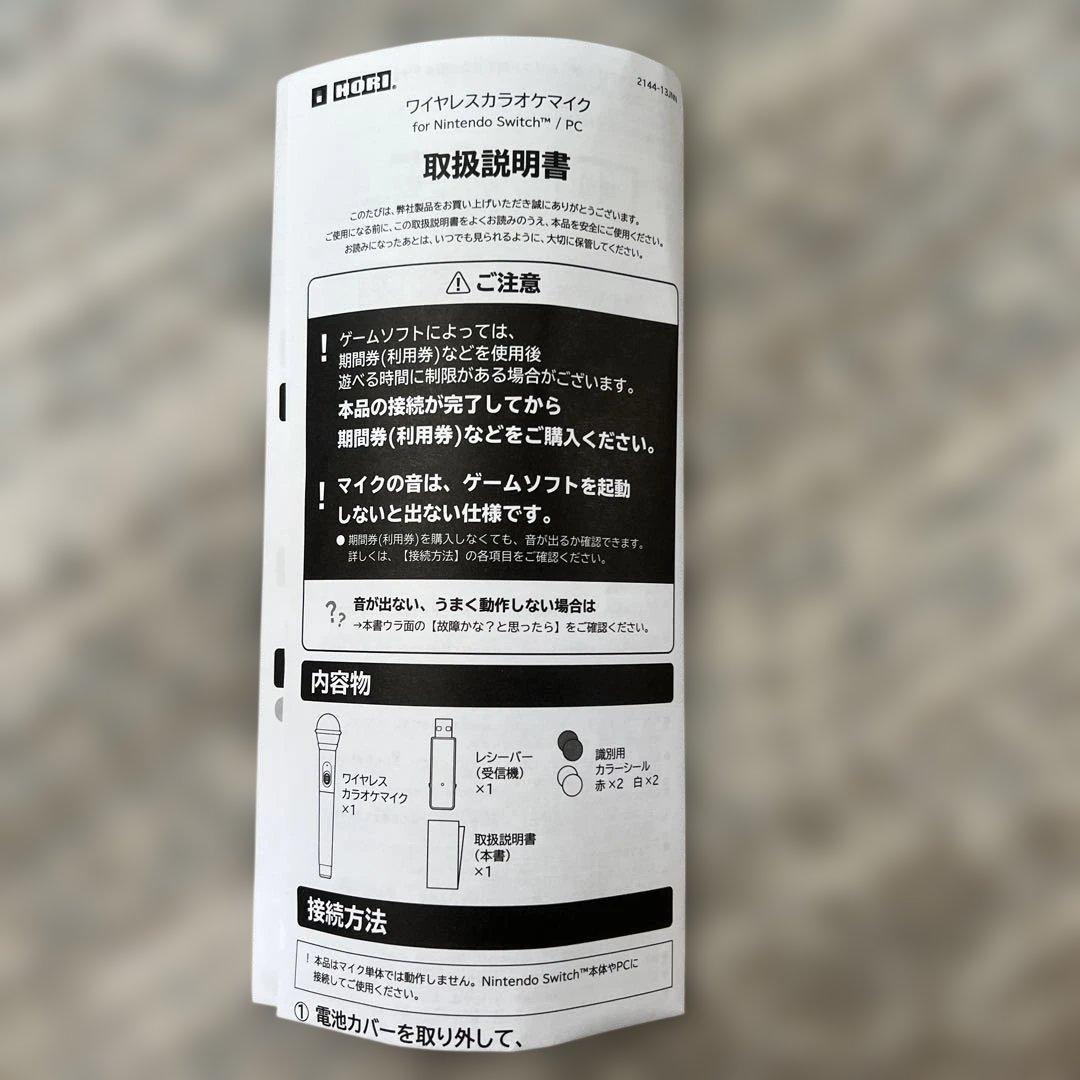 HORI®
2144-13
ワイヤレスカラオケマイク
for Nintendo Switch™ / PC
取扱説明書
このたびは、弊社製品をお買い上げいただき誠にありがとうございます。
ご使用になる前に、この取扱説明書をよくお読みのうえ、本品を安全にご使用ください。
お読みになったあとは、いつでも見られるように、大切に保管してください。
ご注意
! ゲームソフトによっては、
期間券(利用券)などを使用後
遊べる時間に制限がある場合がございます。
本品の接続が完了してから
期間券(利用券)などをご購入ください。
! マイクの音は、ゲームソフトを起動
しないと出ない仕様です。
● 期間券(利用券)を購入しなくても、音が出るか確認できます。
詳しくは、【接続方法】の各項目をご確認ください。
?? 音が出ない、うまく動作しない場合は
→本書ウラ面の【故障かな?と思ったら】をご確認ください。
内容物
ワイヤレス
カラオケマイク
×1
レシーバー
(受信機)
×1
識別用
カラーシール
赤×2 白×2
取扱説明書
(本書)
×1
接続方法
! 本品はマイク単体では動作しません。Nintendo Switch™本体やPCに
接続してご使用ください。
① 電池カバーを取り外して、